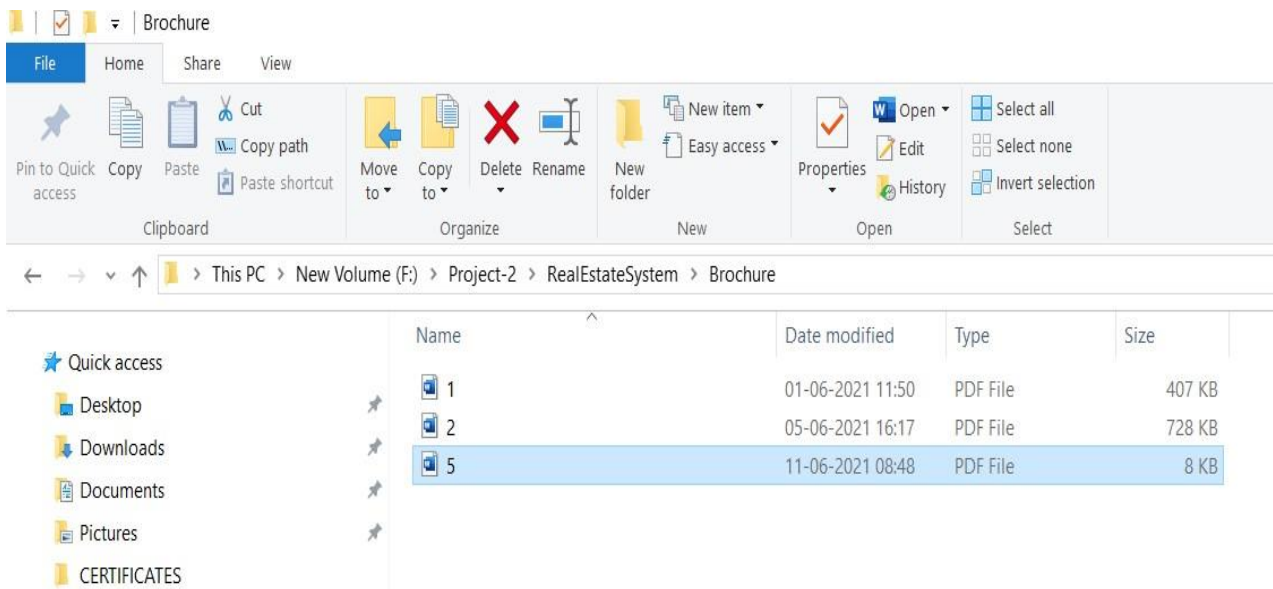 Brochure
File Home Share View
Pin to Quick access
Copy
Paste
Cut
W... Copy path
Paste shortcut
Clipboard
Move to
Copy to
Delete
Rename
Organize
New folder
New item
Easy access
New
Properties
W Open
Edit
History
Open
Select all
Select none
Invert selection
Select
This PC > New Volume (F:) > Project-2 > RealEstateSystem > Brochure
Name Date modified Type Size
1 01-06-2021 11:50 PDF File 407 KB
2 05-06-2021 16:17 PDF File 728 KB
5 11-06-2021 08:48 PDF File 8 KB
Quick access
Desktop
Downloads
Documents
Pictures
CERTIFICATES